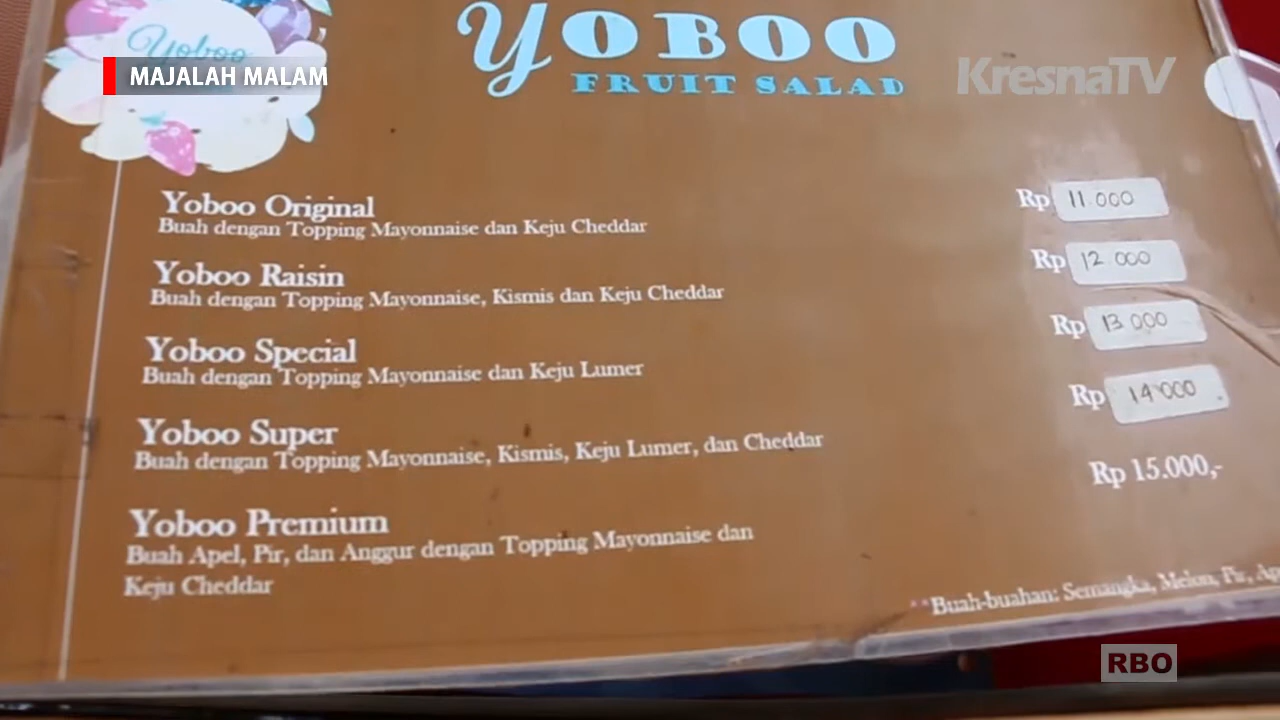 Yoboo
MAJALAH MALAM
YOBOO
FRUIT SALAD
KresnaTV
Yoboo Original
Rp 11.000
Buah dengan Topping Mayonnaise dan Keju Cheddar
Yoboo Raisin
Rp 12.000
Buah dengan Topping Mayonnaise, Kismis dan Keju Cheddar
Yoboo Special
Rp 13.000
Buah dengan Topping Mayonnaise dan Keju Lumer
Yoboo Super
Rp 14.000
Buah dengan Topping Mayonnaise, Kismis, Keju Lumer, dan Cheddar
Yoboo Premium
Rp 15.000,-
Buah Apel, Pir, dan Anggur dengan Topping Mayonnaise dan
Keju Cheddar
**Buah-buahan: Semangka, Melon, Pir,
RBO